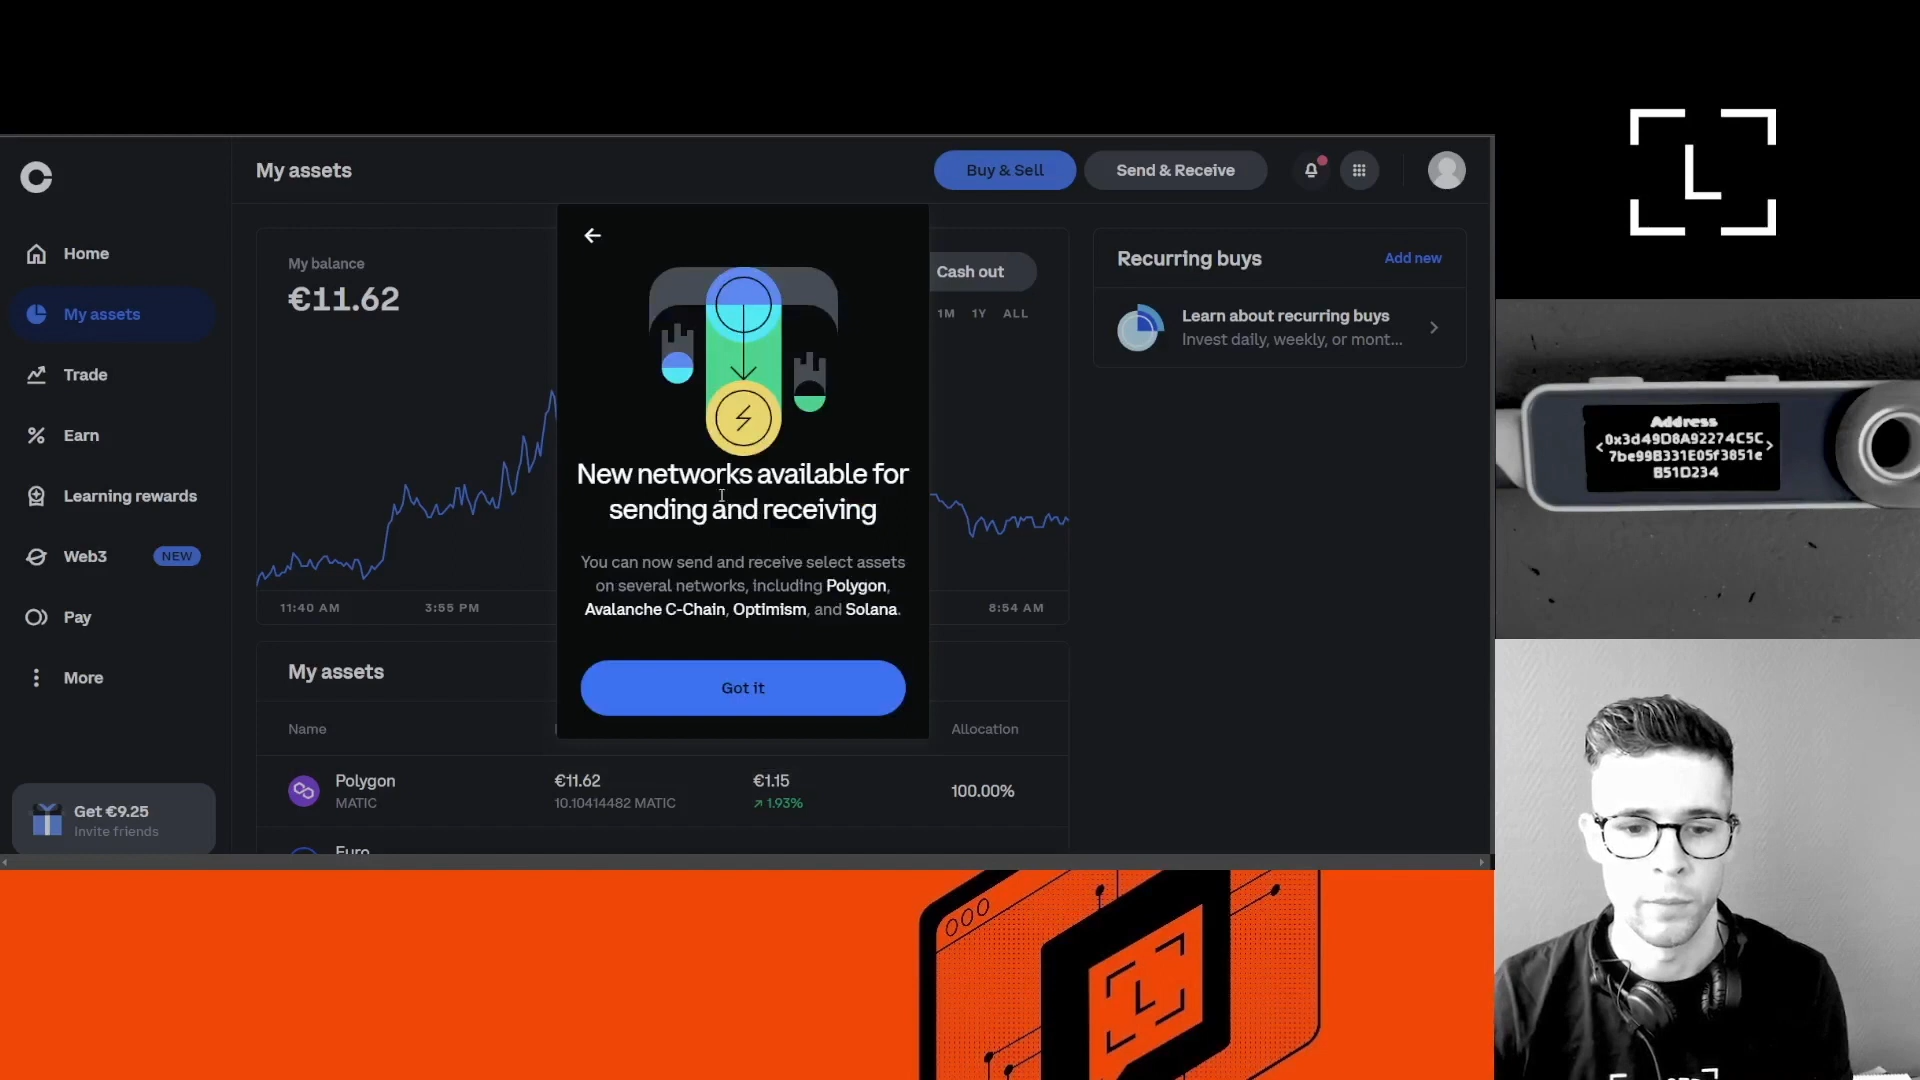 My assets
Buy & Sell
Send & Receive
Home
My assets
Trade
Earn
Learning rewards
Web3
NEW
Pay
More
Get €9.25
Invite friends
My balance
€11.62
Cash out
1M 1Y ALL
11:40 AM
3:55 PM
8:54 AM
New networks available for
sending and receiving
You can now send and receive select assets
on several networks, including Polygon,
Avalanche C-Chain, Optimism, and Solana.
Got it
Recurring buys
Add new
Learn about recurring buys
Invest daily, weekly, or mont...
My assets
Name
Allocation
Polygon
MATIC
€11.62
10.10414482 MATIC
€1.15
↗ 1.93%
100.00%
Euro
L
Address
<0x3d49D8A92274C5C>
7be99B331E05f3851e
B51D234
L